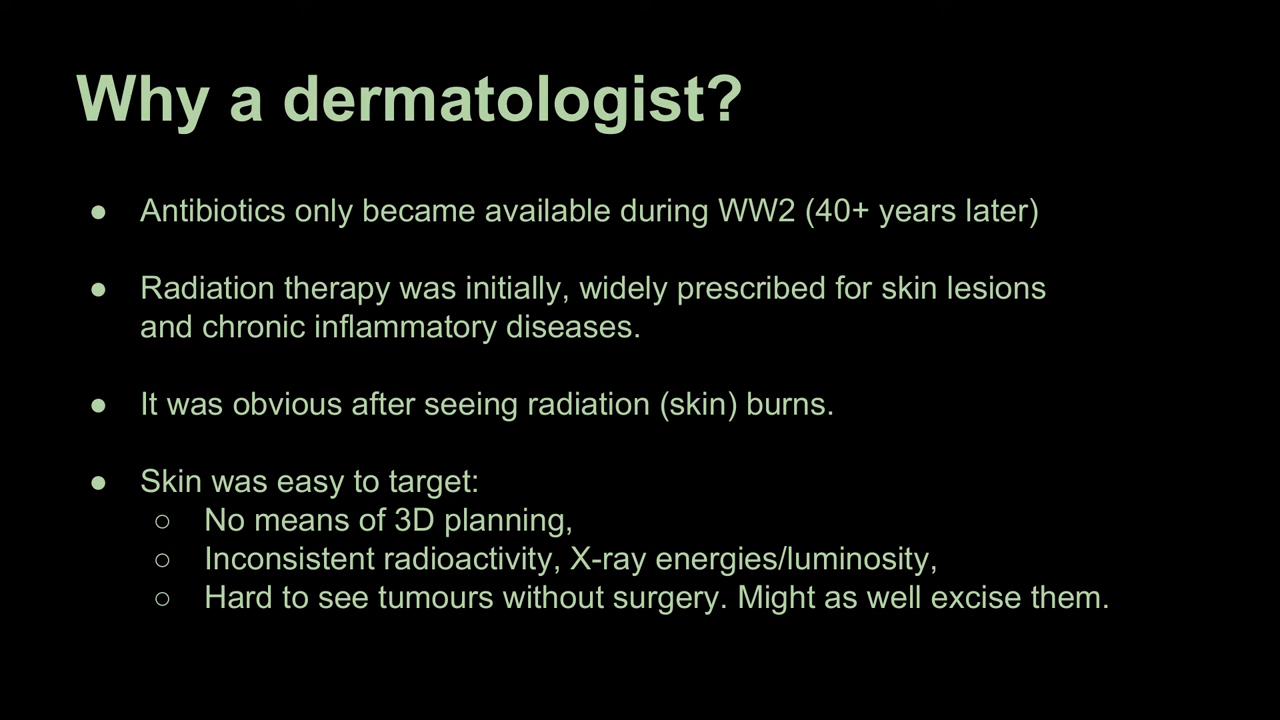 Why a dermatologist?
● Antibiotics only became available during WW2 (40+ years later)
● Radiation therapy was initially, widely prescribed for skin lesions
and chronic inflammatory diseases.
● It was obvious after seeing radiation (skin) burns.
● Skin was easy to target:
○ No means of 3D planning,
○ Inconsistent radioactivity, X-ray energies/luminosity,
○ Hard to see tumours without surgery. Might as well excise them.